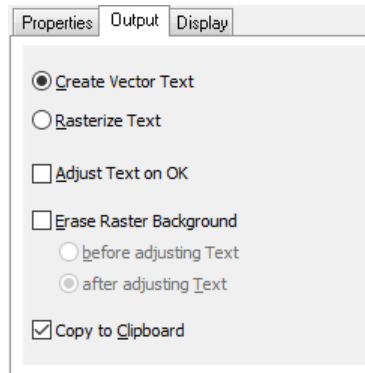 Properties Output Display
Create Vector Text
Rasterize Text
Adjust Text on OK
Erase Raster Background
before adjusting Text
after adjusting Text
Copy to Clipboard